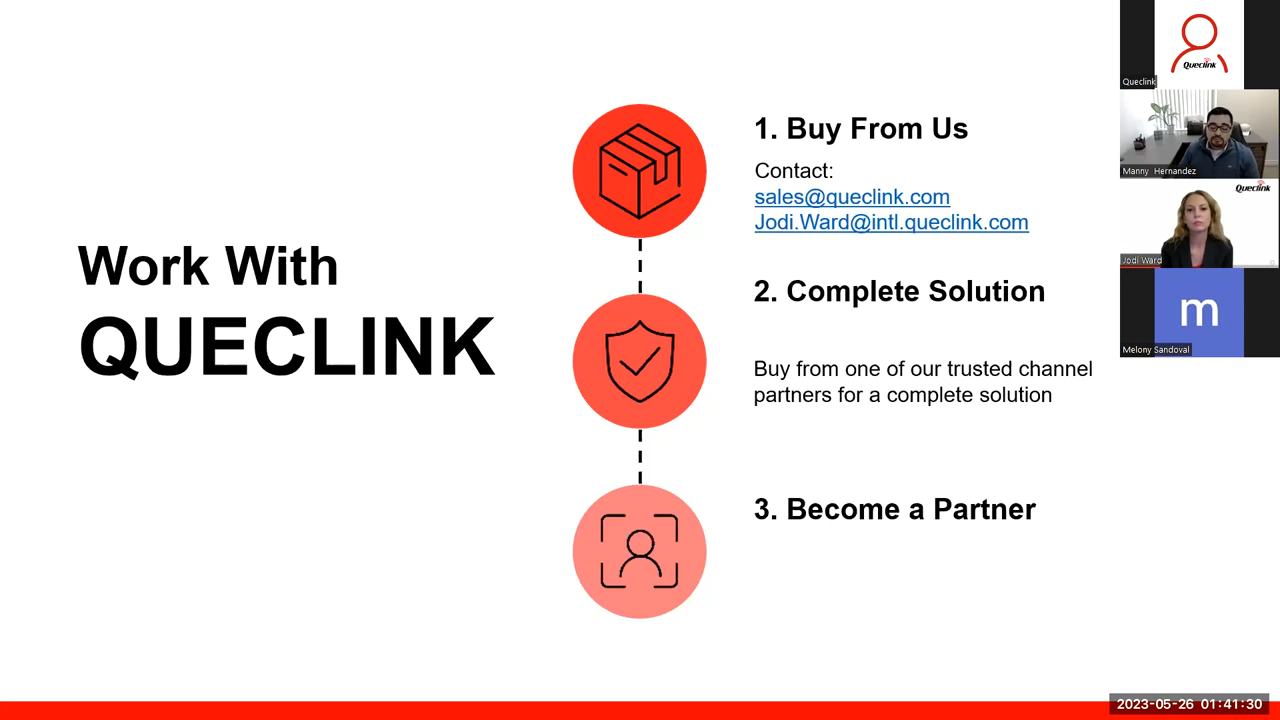 Work With
QUECLINK
1. Buy From Us
Contact:
sales@queclink.com
Jodi.Ward@intl.queclink.com
2. Complete Solution
Buy from one of our trusted channel
partners for a complete solution
3. Become a Partner
Queclink
Queclink
Manny Hernandez
Queclink
Jodi Ward
m
Melony Sandoval
2023-05-26 01:41:30